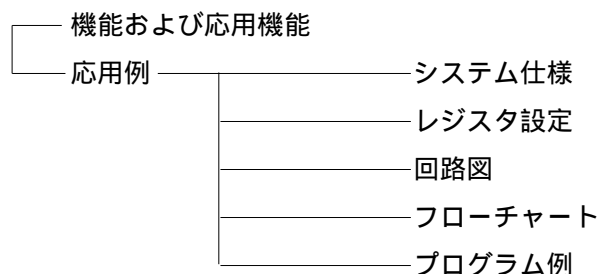 機能および応用機能
応用例
システム仕様
レジスタ設定
回路図
フローチャート
プログラム例